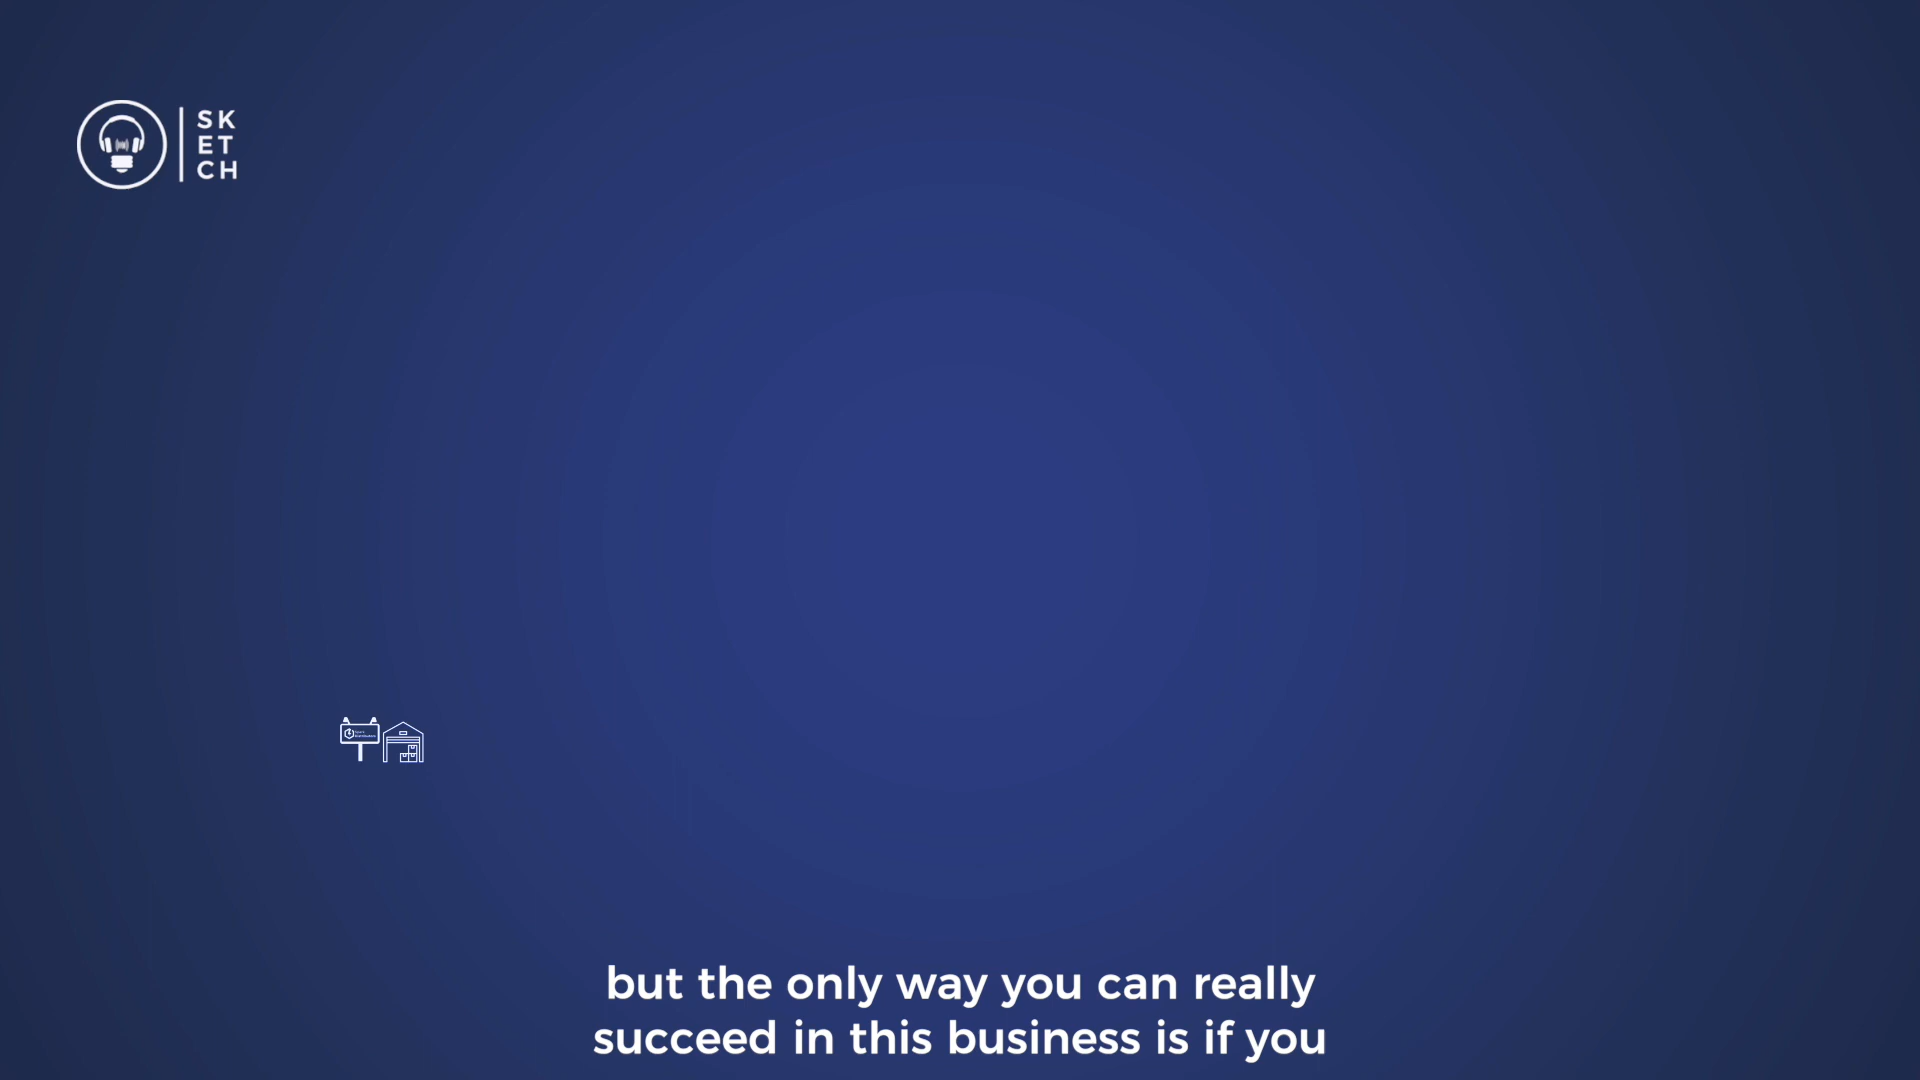 SK
ET
CH
but the only way you can really
succeed in this business is if you